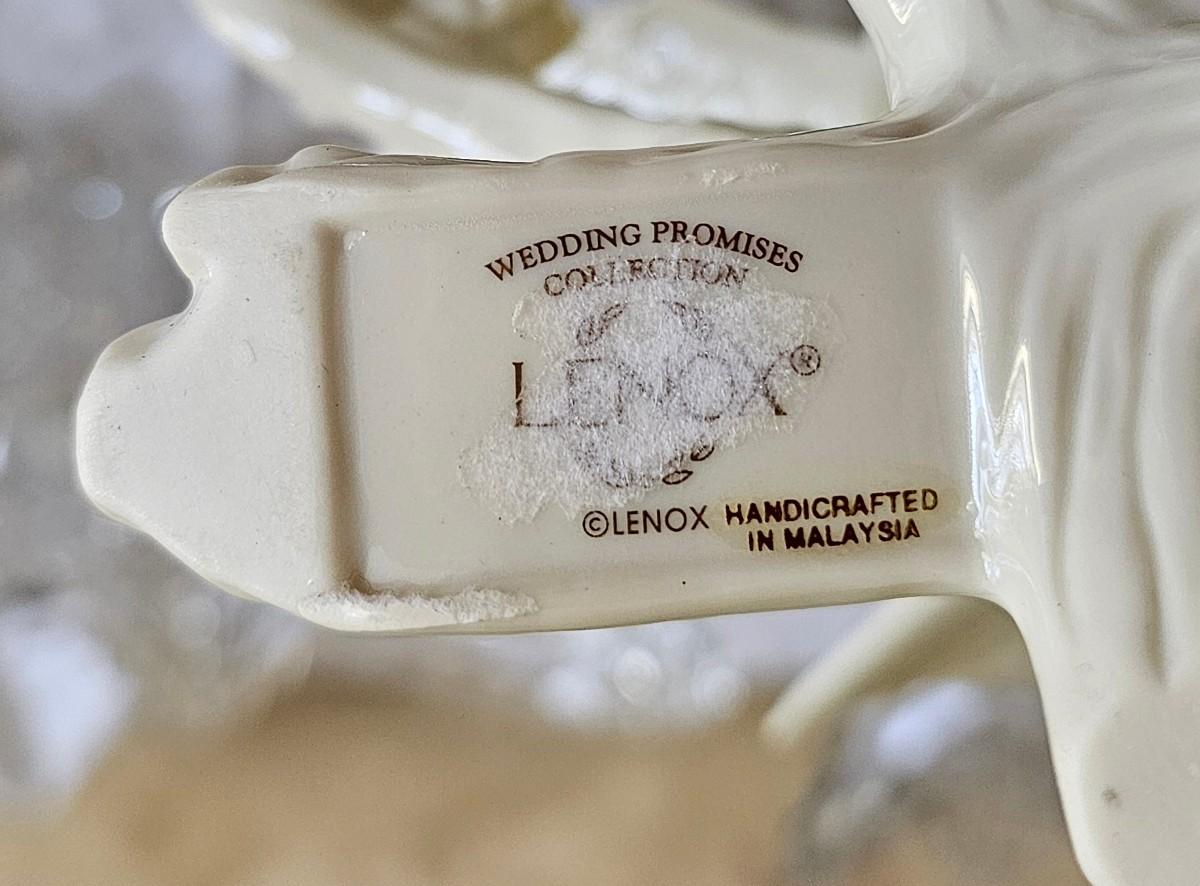 WEDDING PROMISES
COLLECTION
LENOX®
©LENOX HANDICRAFTED
IN MALAYSIA